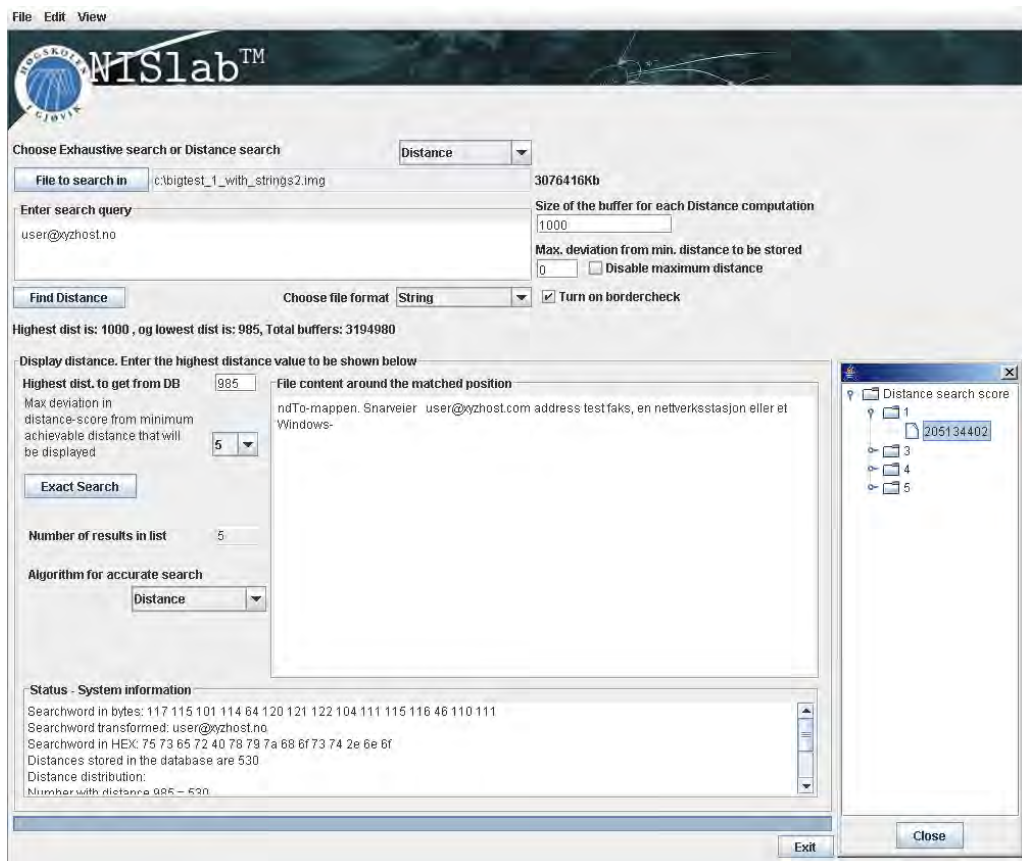 File Edit View
HØGSKOLEN I GJØVIK
NISlab™
Choose Exhaustive search or Distance search
Distance
File to search in
c:\bigtest_1_with_strings2.img
3076416Kb
Enter search query
user@xyzhost.no
Size of the buffer for each Distance computation
1000
Max. deviation from min. distance to be stored
0
Disable maximum distance
Find Distance
Choose file format
String
Turn on bordercheck
Highest dist is: 1000 , og lowest dist is: 985, Total buffers: 3194980
Display distance. Enter the highest distance value to be shown below
Highest dist. to get from DB
985
Max deviation in
distance-score from minimum
achievable distance that will
be displayed
5
Exact Search
Number of results in list
5
Algorithm for accurate search
Distance
File content around the matched position
ndTo-mappen. Snarveier user@xyzhost.com address test faks, en nettverksstasjon eller et
Windows-
Status - System information
Searchword in bytes: 117 115 101 114 64 120 121 122 104 111 115 116 46 110 111
Searchword transformed: user@xyzhost.no
Searchword in HEX: 75 73 65 72 40 78 79 7a 68 6f 73 74 2e 6e 6f
Distances stored in the database are 530
Distance distribution:
Number with distance 985 = 530
Exit
Distance search score
1
205134402
3
4
5
Close